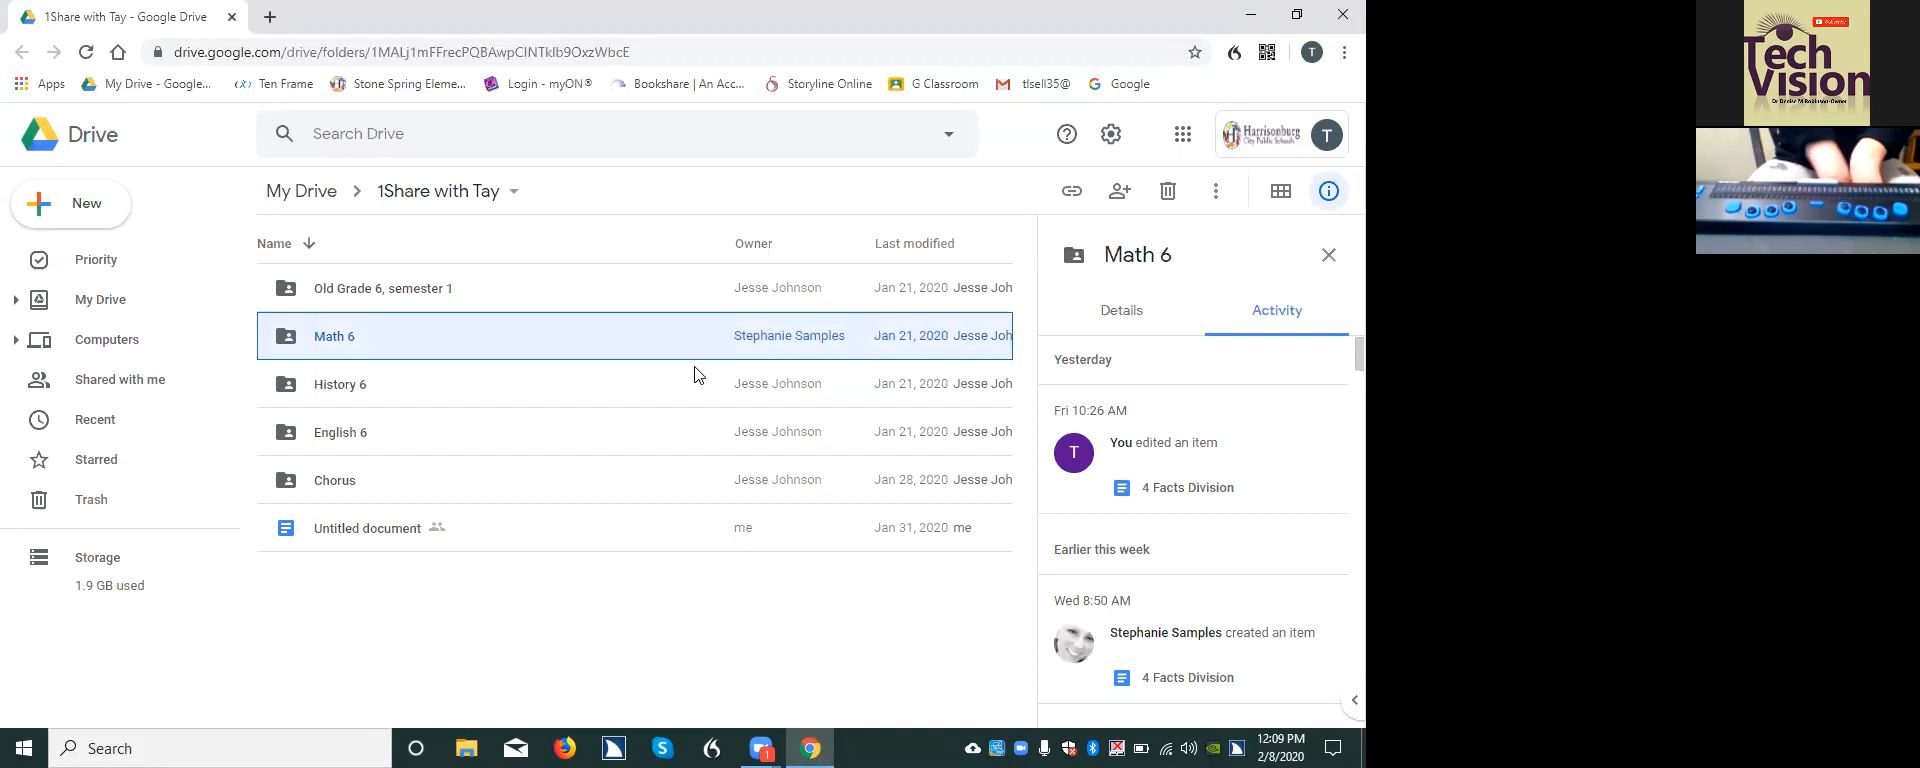 1Share with Tay - Google Drive
drive.google.com/drive/folders/1MALj1mFFrecPQBAwpCINTkIb9OxzWbcE
T
Apps
My Drive - Google...
Ten Frame
Stone Spring Eleme...
Login - myON®
Bookshare | An Acc...
Storyline Online
G Classroom
tlsell35@
Google
Drive
Search Drive
Harrisonburg
City Public Schools
T
New
My Drive
1Share with Tay
Priority
My Drive
Computers
Shared with me
Recent
Starred
Trash
Storage
1.9 GB used
Name Owner Last modified
Old Grade 6, semester 1 Jesse Johnson Jan 21, 2020 Jesse Joh
Math 6 Stephanie Samples Jan 21, 2020 Jesse Joh
History 6 Jesse Johnson Jan 21, 2020 Jesse Joh
English 6 Jesse Johnson Jan 21, 2020 Jesse Joh
Chorus Jesse Johnson Jan 28, 2020 Jesse Joh
Untitled document me Jan 31, 2020 me
Math 6
Details Activity
Yesterday
Fri 10:26 AM
T
You edited an item
4 Facts Division
Earlier this week
Wed 8:50 AM
Stephanie Samples created an item
4 Facts Division
Search
1
12:09 PM
2/8/2020
Tech
Vision
Dr Denise M Robinson-Owner